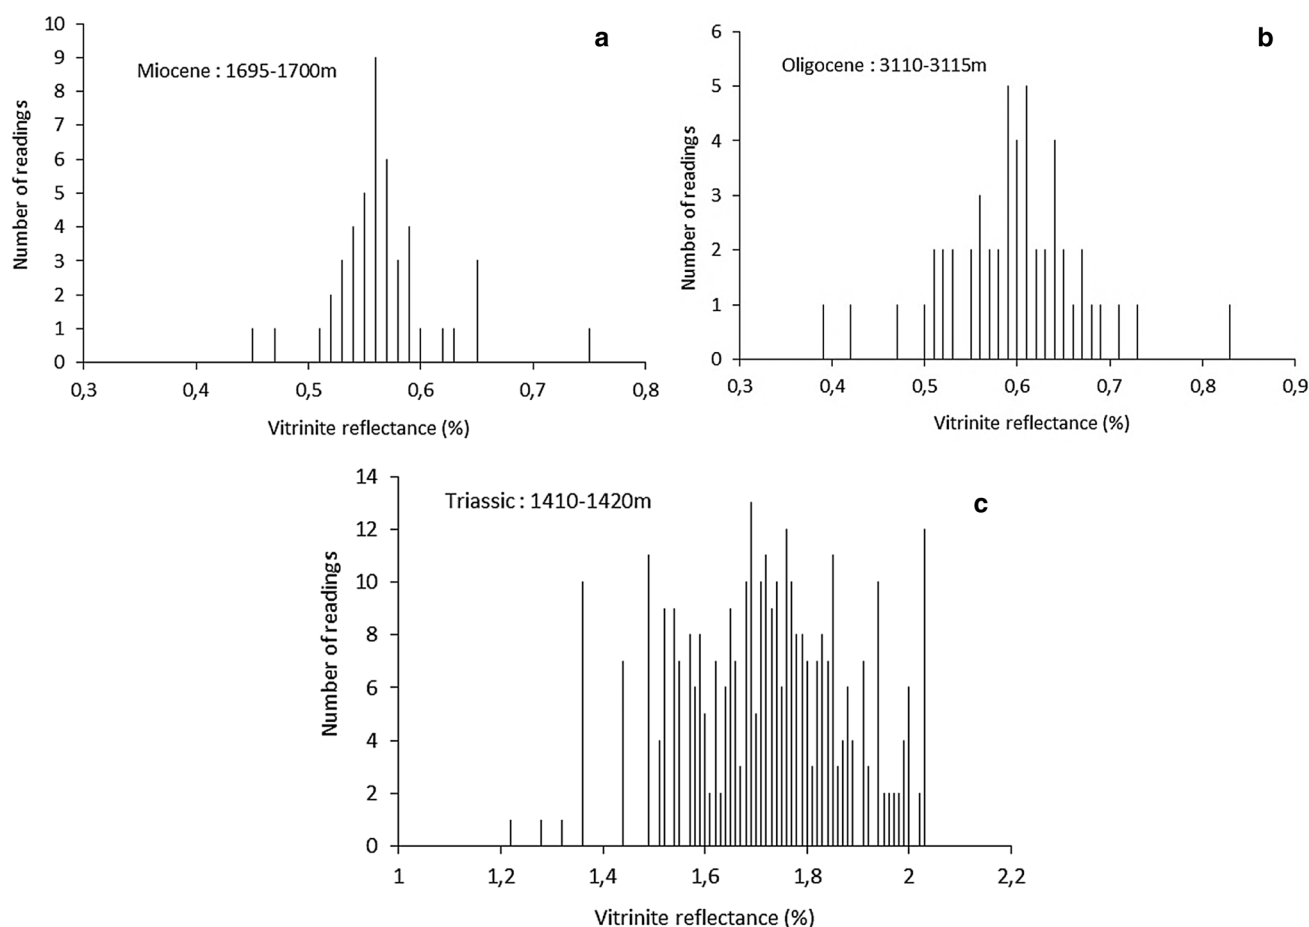 a
Miocene : 1695-1700m
Number of readings
10
9
8
7
6
5
4
3
2
1
0
0,3 0,4 0,5 0,6 0,7 0,8
Vitrinite reflectance (%)
b
Oligocene : 3110-3115m
Number of readings
6
5
4
3
2
1
0
0,3 0,4 0,5 0,6 0,7 0,8 0,9
Vitrinite reflectance (%)
c
Triassic : 1410-1420m
Number of readings
14
12
10
8
6
4
2
0
1 1,2 1,4 1,6 1,8 2 2,2
Vitrinite reflectance (%)